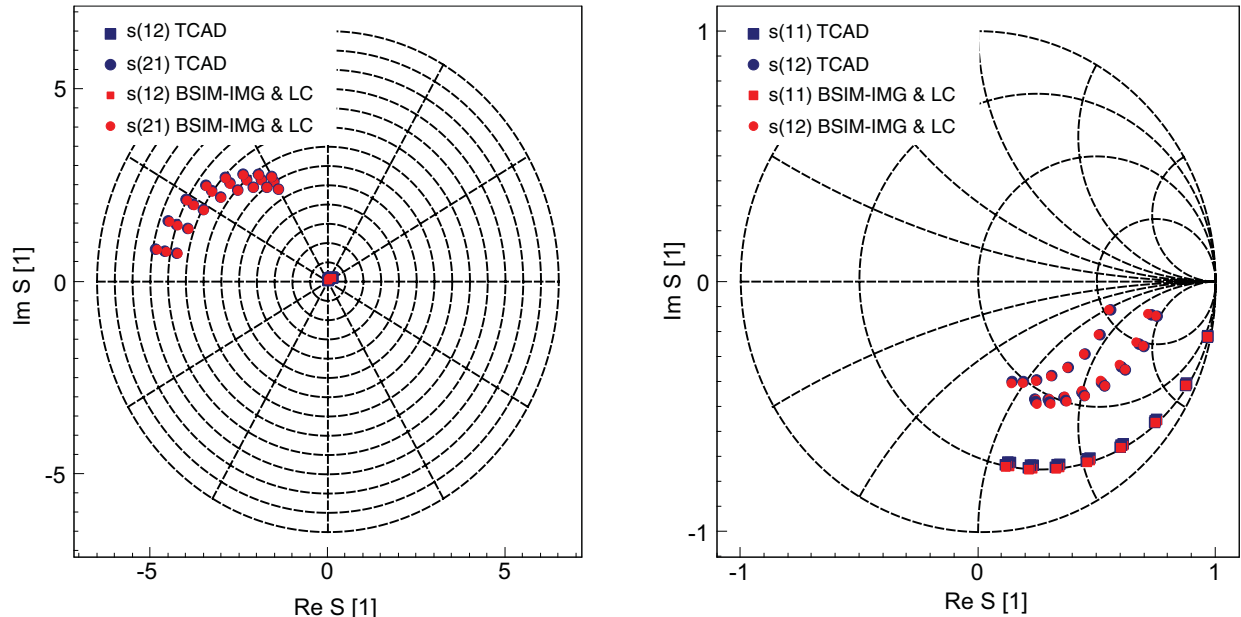 s(12) TCAD
s(21) TCAD
s(12) BSIM-IMG & LC
s(21) BSIM-IMG & LC
5
0
-5
Im S [1]
-5
0
5
Re S [1]
s(11) TCAD
s(12) TCAD
s(11) BSIM-IMG & LC
s(12) BSIM-IMG & LC
1
0
-1
Im S [1]
-1
0
1
Re S [1]